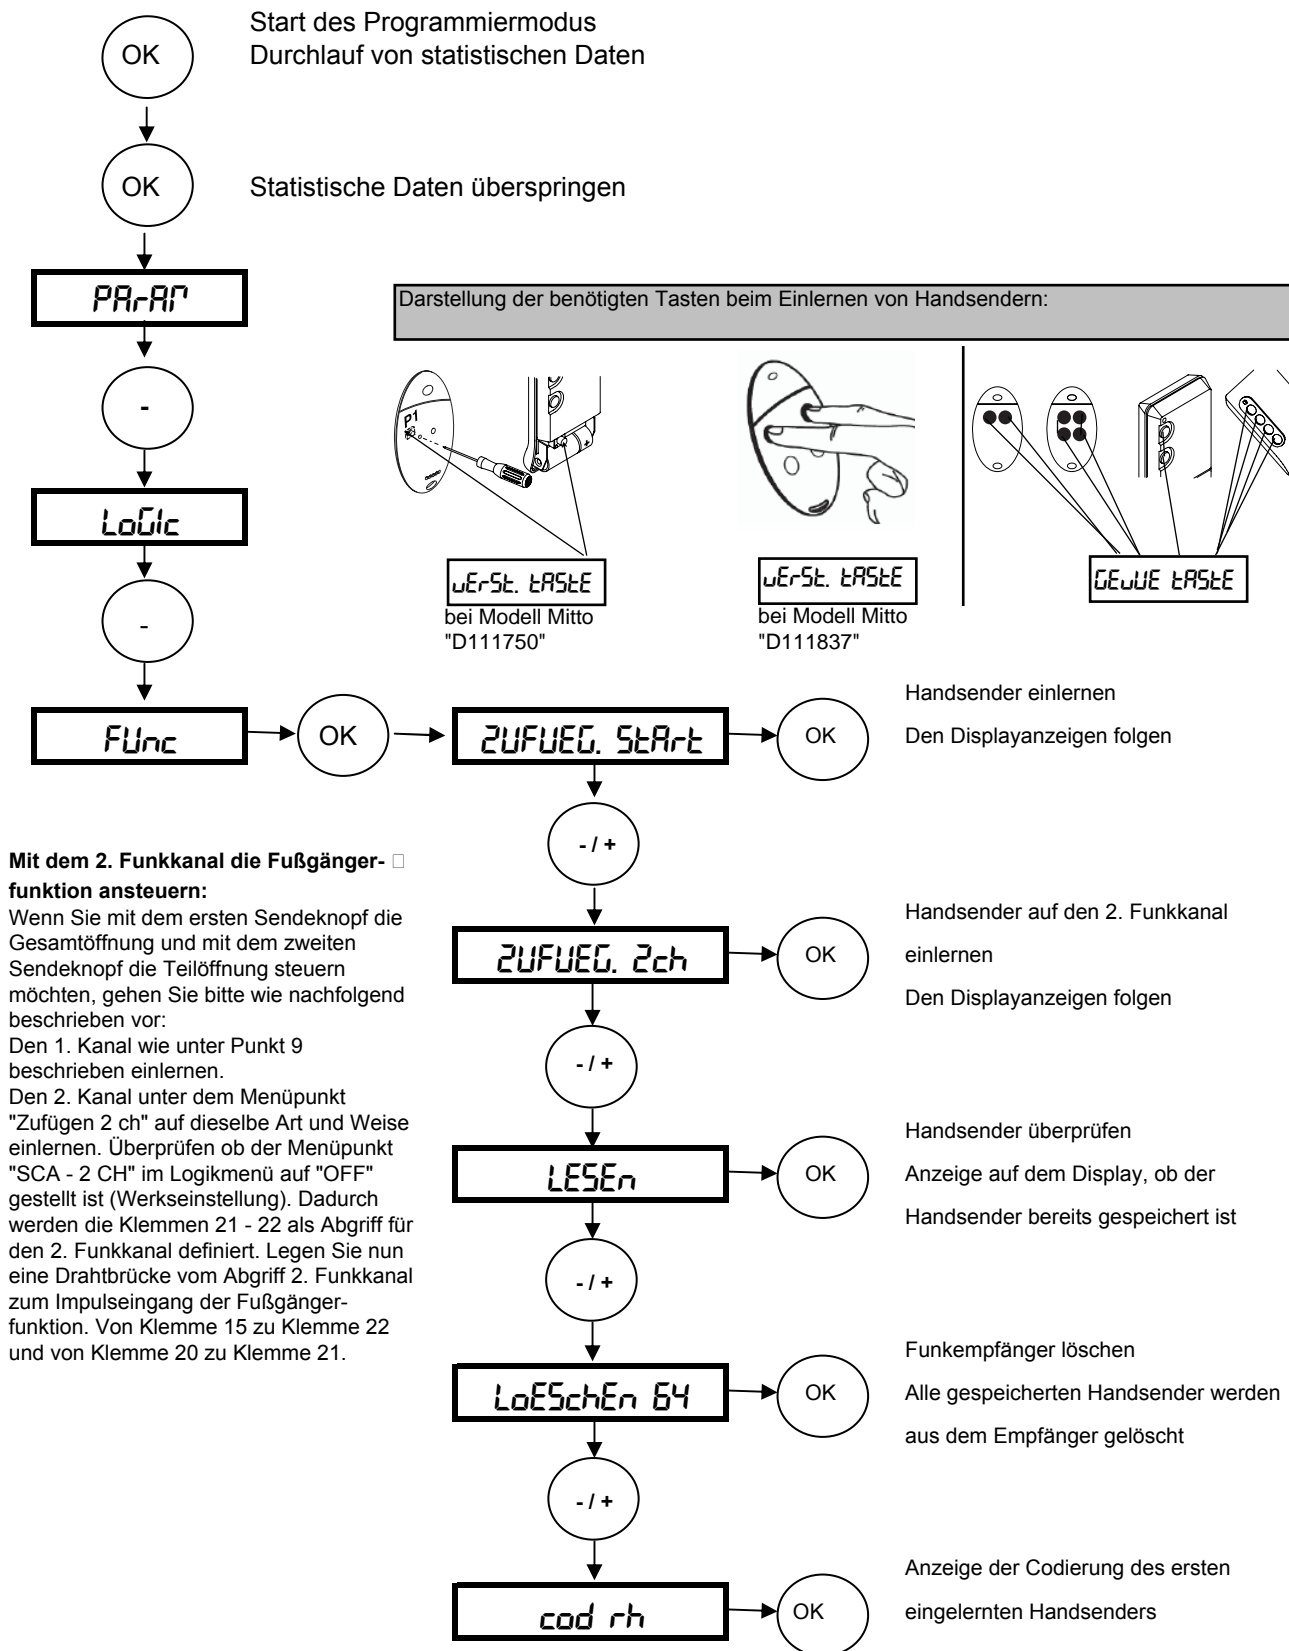 OK
Start des Programmiermodus
Durchlauf von statistischen Daten
OK
Statistische Daten überspringen
PArAM
-
LoGIc
-
FUnc
OK
Darstellung der benötigten Tasten beim Einlernen von Handsendern:
P1
+
vErSt. tAStE
bei Modell Mitto
"D111750"
vErSt. tAStE
bei Modell Mitto
"D111837"
GEwUE tAStE
ZUFUEG. StArt
OK
Handsender einlernen
Den Displayanzeigen folgen
- / +
ZUFUEG. 2ch
OK
Handsender auf den 2. Funkkanal
einlernen
Den Displayanzeigen folgen
- / +
LESEn
OK
Handsender überprüfen
Anzeige auf dem Display, ob der
Handsender bereits gespeichert ist
- / +
LoESchEn 64
OK
Funkempfänger löschen
Alle gespeicherten Handsender werden
aus dem Empfänger gelöscht
- / +
cod rh
OK
Anzeige der Codierung des ersten
eingelernten Handsenders
Mit dem 2. Funkkanal die Fußgänger-
funktion ansteuern:
Wenn Sie mit dem ersten Sendeknopf die
Gesamtöffnung und mit dem zweiten
Sendeknopf die Teilöffnung steuern
möchten, gehen Sie bitte wie nachfolgend
beschrieben vor:
Den 1. Kanal wie unter Punkt 9
beschrieben einlernen.
Den 2. Kanal unter dem Menüpunkt
"Zufügen 2 ch" auf dieselbe Art und Weise
einlernen. Überprüfen ob der Menüpunkt
"SCA - 2 CH" im Logikmenü auf "OFF"
gestellt ist (Werkseinstellung). Dadurch
werden die Klemmen 21 - 22 als Abgriff für
den 2. Funkkanal definiert. Legen Sie nun
eine Drahtbrücke vom Abgriff 2. Funkkanal
zum Impulseingang der Fußgänger-
funktion. Von Klemme 15 zu Klemme 22
und von Klemme 20 zu Klemme 21.